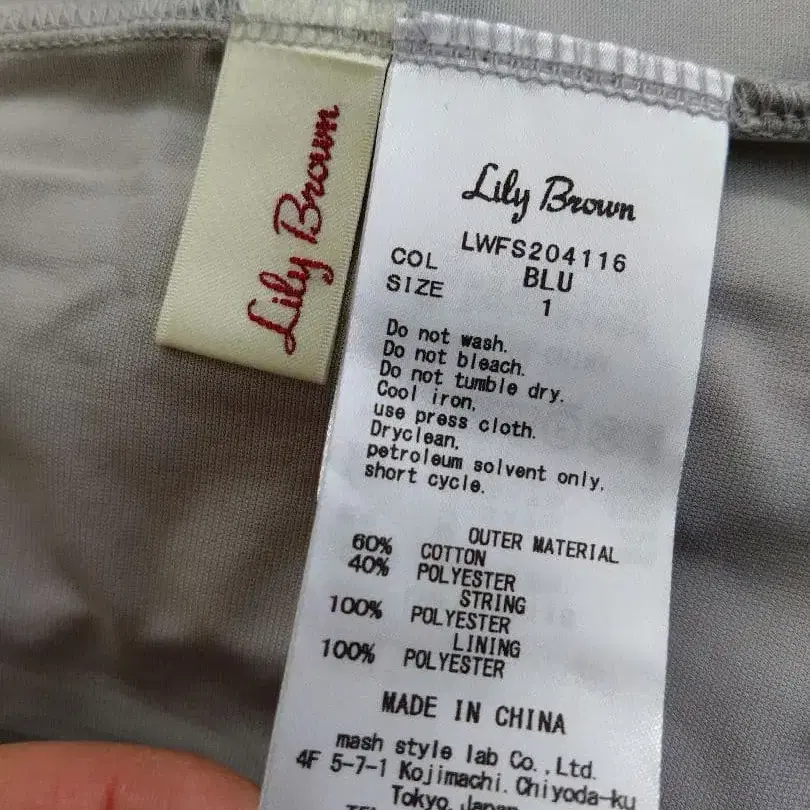 Lily Brown
Lily Brown
LWFS204116
COL BLU
SIZE 1
Do not wash.
Do not bleach.
Do not tumble dry.
Cool iron,
use press cloth.
Dryclean,
petroleum solvent only,
short cycle.
OUTER MATERIAL
60% COTTON
40% POLYESTER
STRING
100% POLYESTER
LINING
100% POLYESTER
MADE IN CHINA
mash style lab Co.,Ltd.
4F 5-7-1 Kojimachi. Chiyoda-ku
Tokyo, Japan